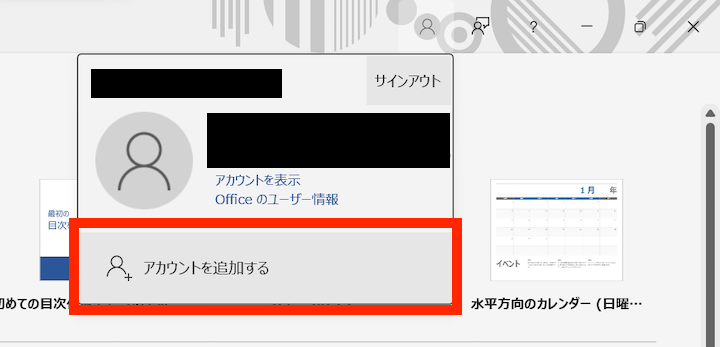 ?
サインアウト
アカウントを表示
Office のユーザー情報
最初の
目次
1月 年
アカウントを追加する
イベント
水平方向のカレンダー (日曜…
初めての目次